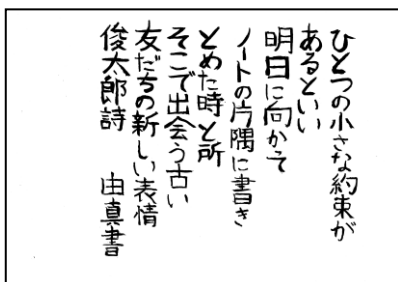 ひとつの小さな約束が
あるといい
明日に向かって
ノートの片隅に書き
とめた時と所
そこで出会う古い
友だちの新しい表情
俊太郎詩　由真書